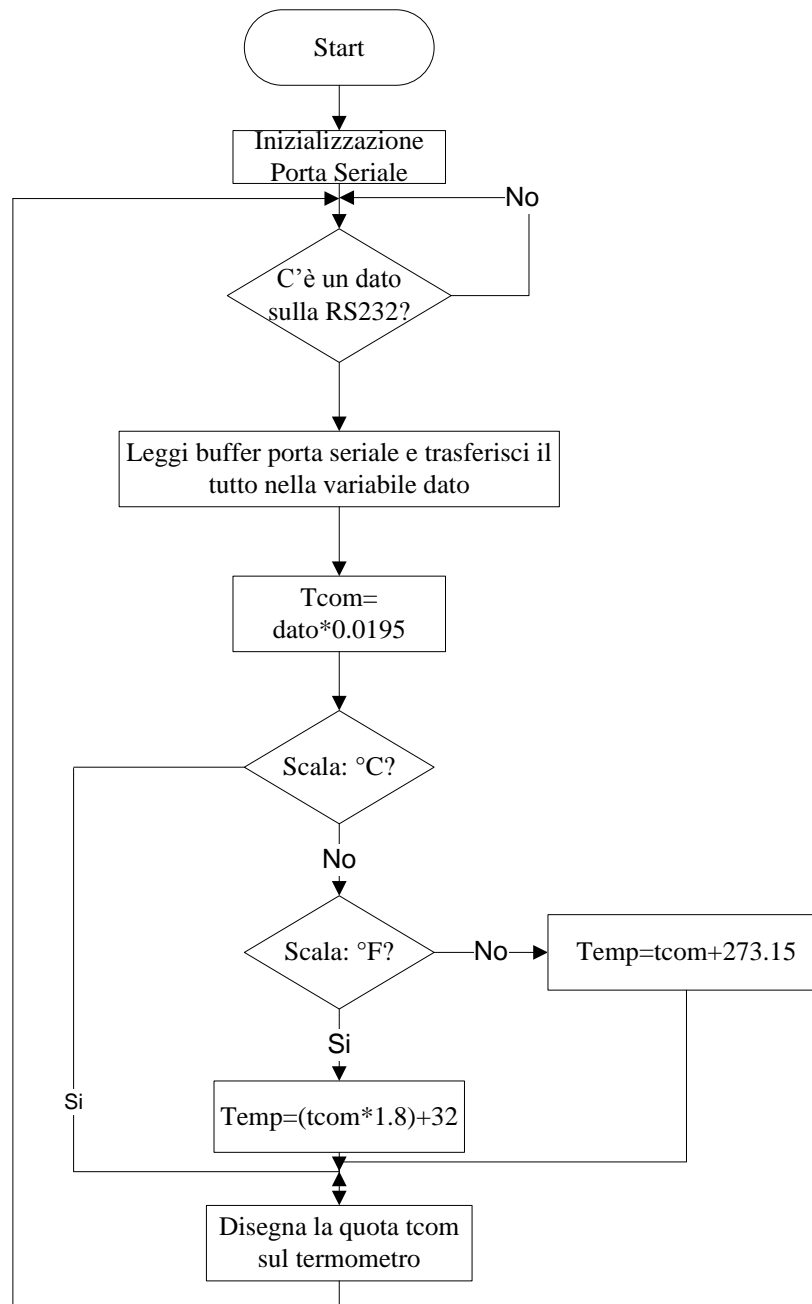 Start
Inizializzazione
Porta Seriale
No
C'è un dato
sulla RS232?
Leggi buffer porta seriale e trasferisci il
tutto nella variabile dato
Tcom=
dato*0.0195
Scala: °C?
No
Scala: °F?
No
Temp=tcom+273.15
Si
Si
Temp=(tcom*1.8)+32
Disegna la quota tcom
sul termometro